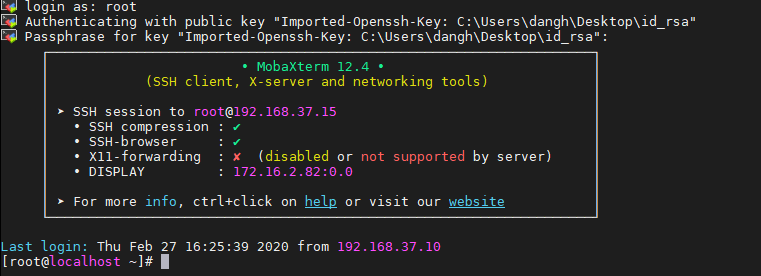 login as: root
Authenticating with public key "Imported-Openssh-Key: C:\Users\dangh\Desktop\id_rsa"
Passphrase for key "Imported-Openssh-Key: C:\Users\dangh\Desktop\id_rsa":
• MobaXterm 12.4 •
(SSH client, X-server and networking tools)
➤ SSH session to root@192.168.37.15
• SSH compression : ✔
• SSH-browser     : ✔
• X11-forwarding  : ✘  (disabled or not supported by server)
• DISPLAY         : 172.16.2.82:0.0
➤ For more info, ctrl+click on help or visit our website
Last login: Thu Feb 27 16:25:39 2020 from 192.168.37.10
[root@localhost ~]#